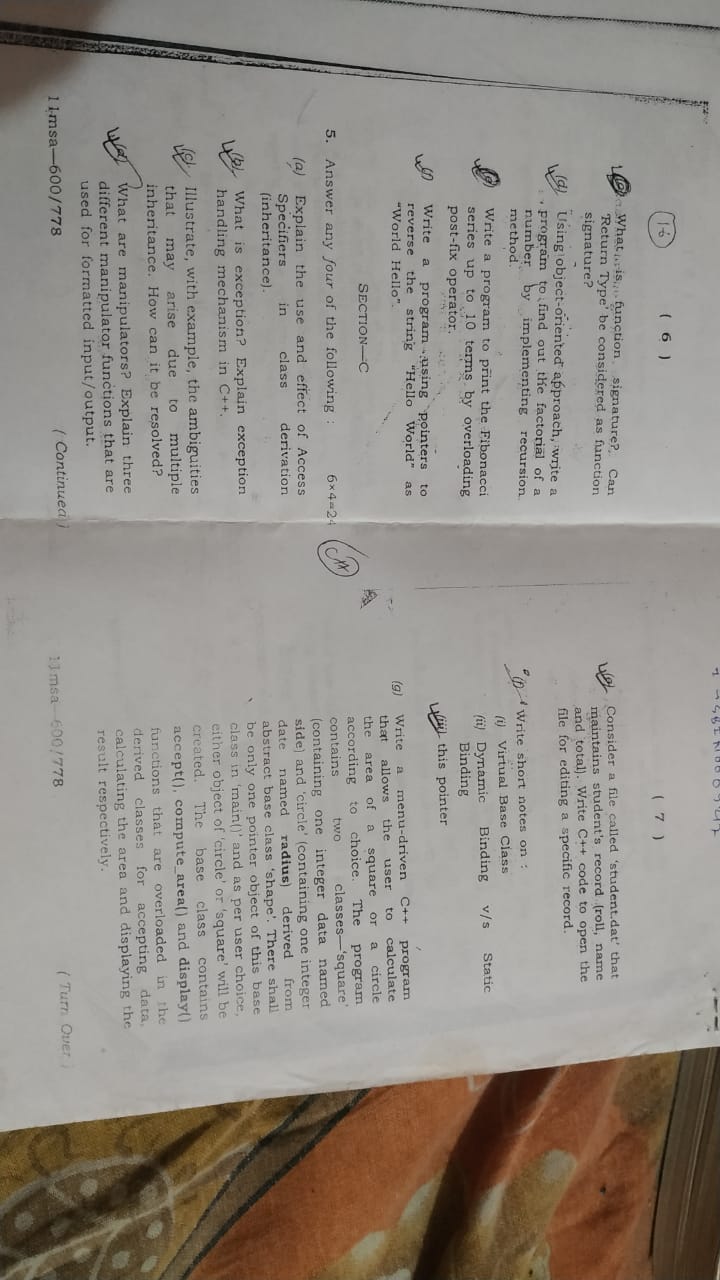 16
( 6 )
What is function signature? Can
'Return Type' be considered as function
signature?
(d) Using object-oriented approach, write a
program to find out the factorial of a
number by implementing recursion
method.
Write a program to print the Fibonacci
series up to 10 terms by overloading
post-fix operator.
(f) Write a program using pointers to
reverse the string "Hello World" as
"World Hello".
SECTION—C
5. Answer any four of the following : 6×4=24
(a) Explain the use and effect of Access
Specifiers in class derivation
(inheritance).
(b) What is exception? Explain exception
handling mechanism in C++.
(c) Illustrate, with example, the ambiguities
that may arise due to multiple
inheritance. How can it be resolved?
(d) What are manipulators? Explain three
different manipulator functions that are
used for formatted input/output.
11msa—600/778 ( Continued )
( 7 )
(e) Consider a file called 'student.dat' that
maintains student's record (roll, name
and total). Write C++ code to open the
file for editing a specific record.
(f) Write short notes on :
(i) Virtual Base Class
(ii) Dynamic Binding v/s Static
Binding
(iii) this pointer
(g) Write a menu-driven C++ program
that allows the user to calculate
the area of a square or a circle
according to choice. The program
contains two classes—'square'
(containing one integer data named
side) and 'circle' (containing one integer
date named radius) derived from
abstract base class 'shape'. There shall
be only one pointer object of this base
class in 'main()' and as per user choice,
either object of 'circle' or 'square' will be
created. The base class contains
accept(), compute_area() and display()
functions that are overloaded in the
derived classes for accepting data,
calculating the area and displaying the
result respectively.
11msa—600/778 ( Turn Over )